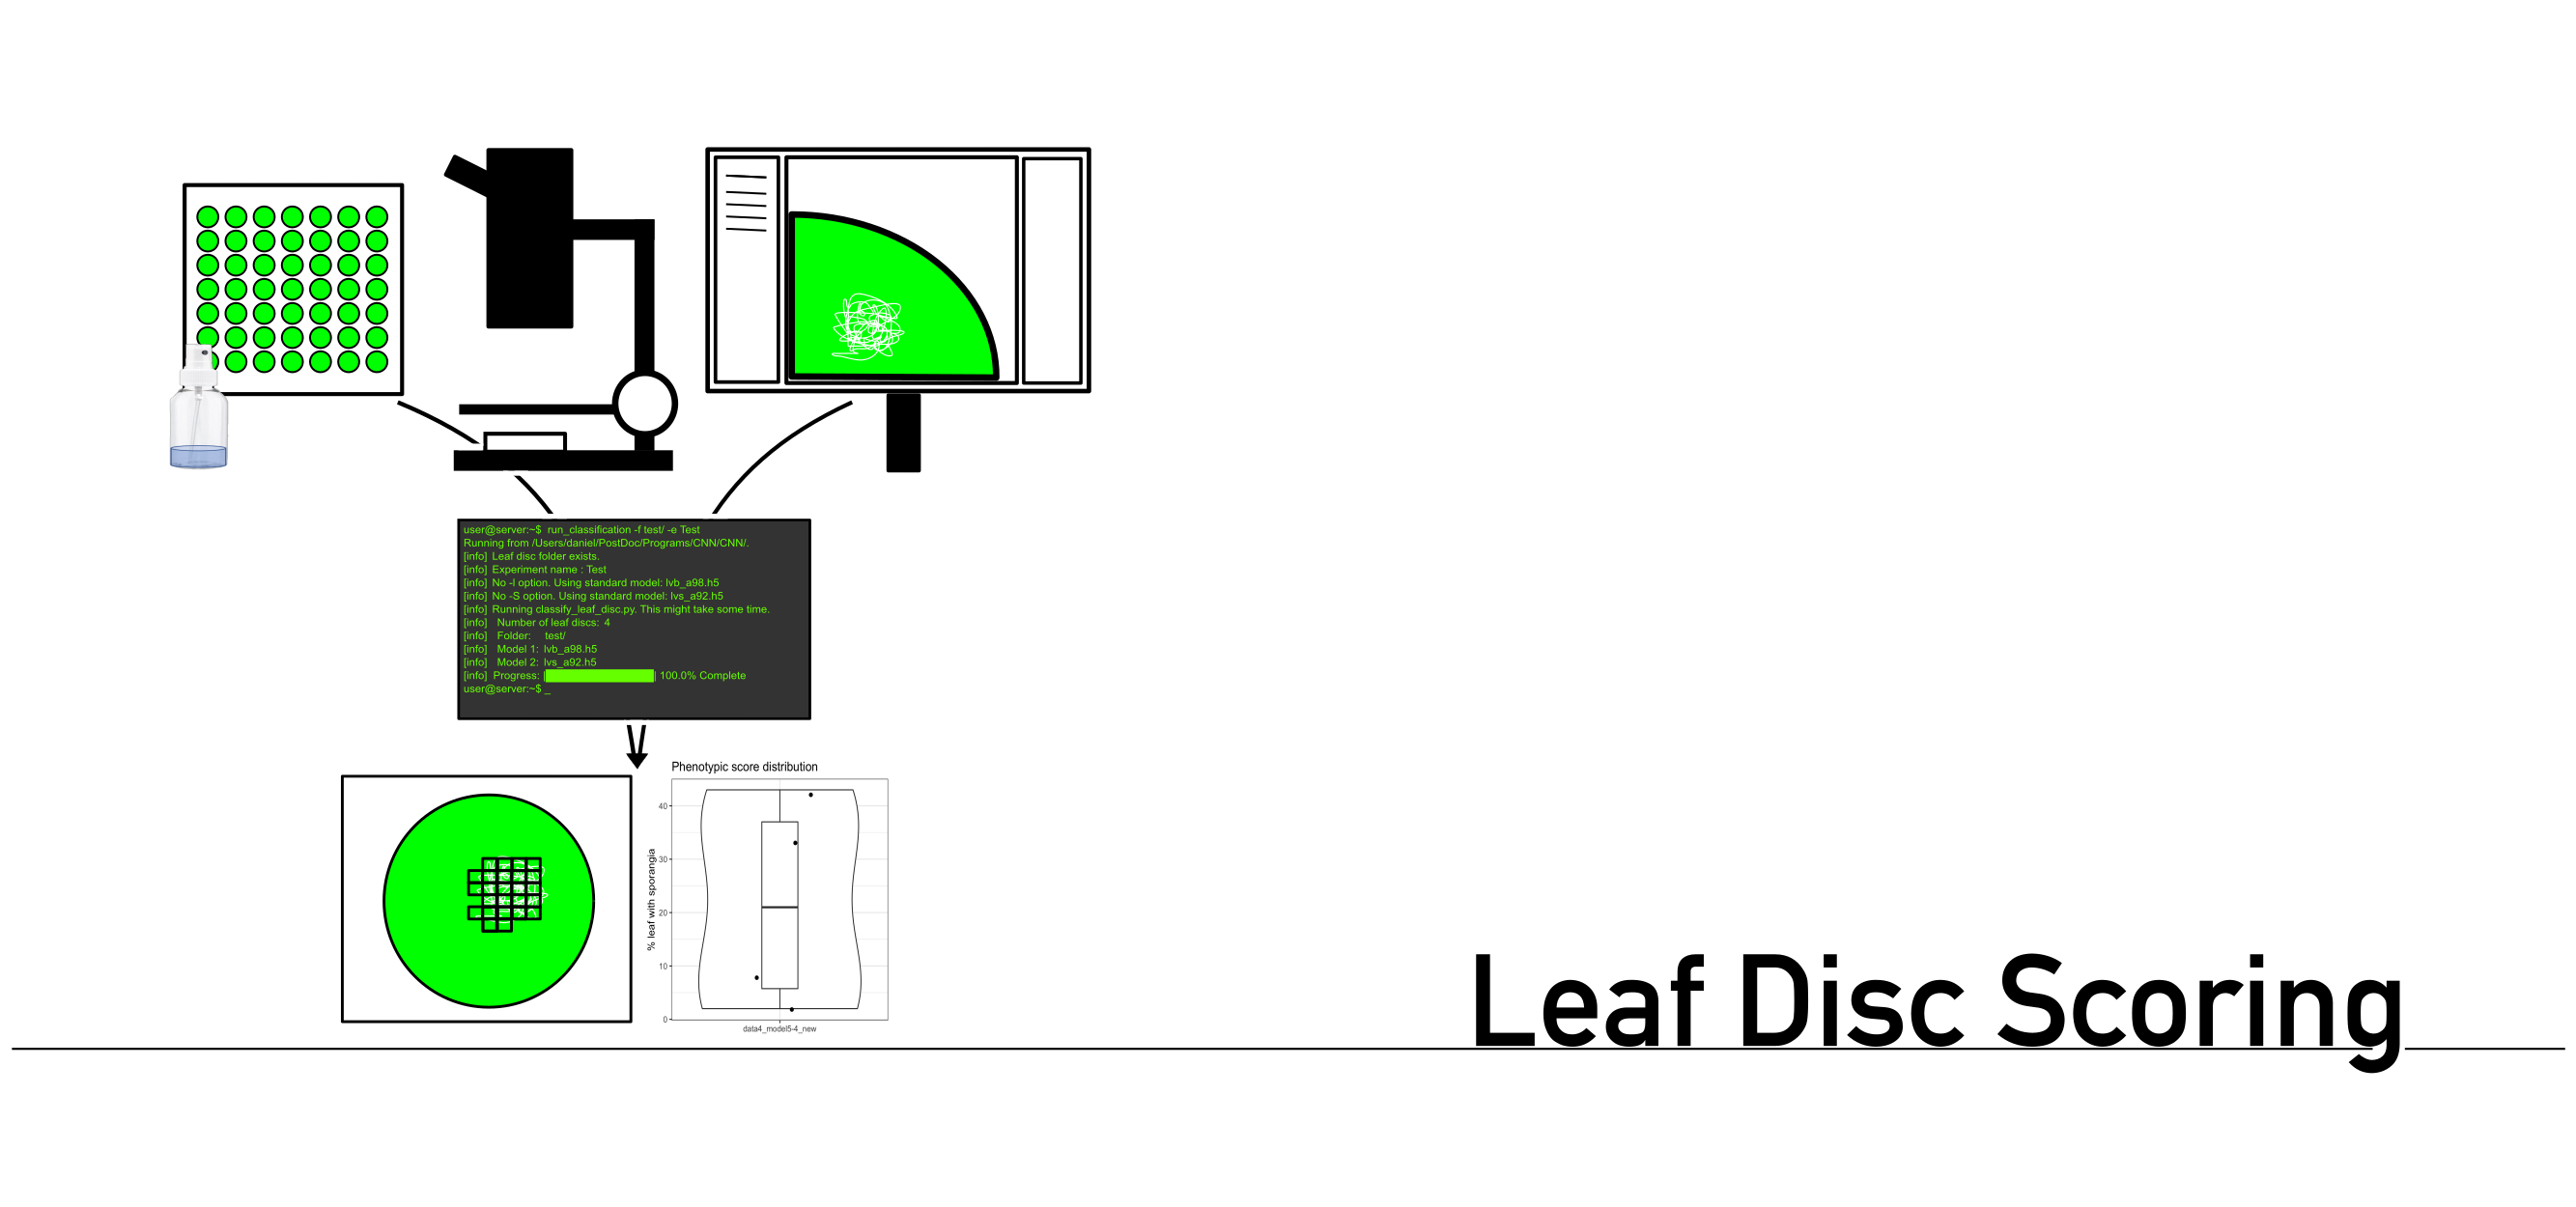 user@server:~$ run_classification -f test/ -e Test
Running from /Users/daniel/PostDoc/Programs/CNN/CNN/.
[info] Leaf disc folder exists.
[info] Experiment name : Test
[info] No -l option. Using standard model: lvb_a98.h5
[info] No -S option. Using standard model: lvs_a92.h5
[info] Running classify_leaf_disc.py. This might take some time.
[info] Number of leaf discs: 4
[info] Folder: test/
[info] Model 1: lvb_a98.h5
[info] Model 2: lvs_a92.h5
[info] Progress: |██████████| 100.0% Complete
user@server:~$ _
Phenotypic score distribution
% leaf with sporangia
40
30
20
10
0
data4_model5-4_new
Leaf Disc Scoring